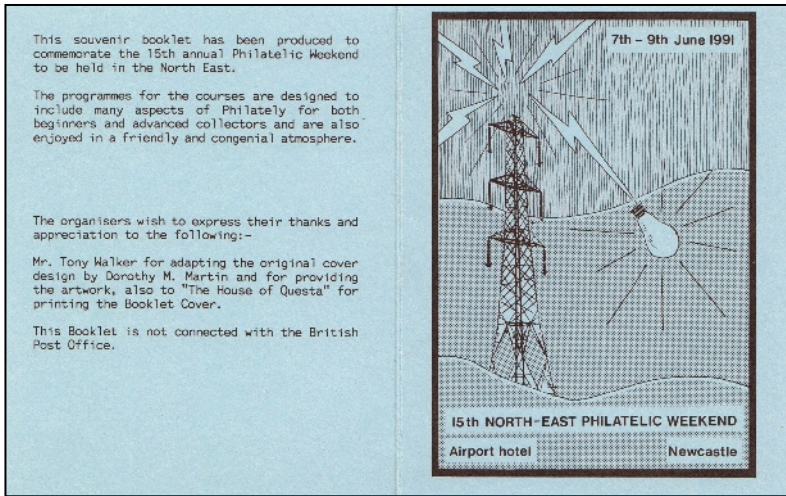 This souvenir booklet has been produced to
commemorate the 15th annual Philatelic Weekend
to be held in the North East.
The programmes for the courses are designed to
include many aspects of Philately for both
beginners and advanced collectors and are also
enjoyed in a friendly and congenial atmosphere.
The organisers wish to express their thanks and
appreciation to the following:-
Mr. Tony Walker for adapting the original cover
design by Dorothy M. Martin and for providing
the artwork, also to "The House of Questa" for
printing the Booklet Cover.
This Booklet is not connected with the British
Post Office.
7th - 9th June 1991
15th NORTH-EAST PHILATELIC WEEKEND
Airport hotel Newcastle